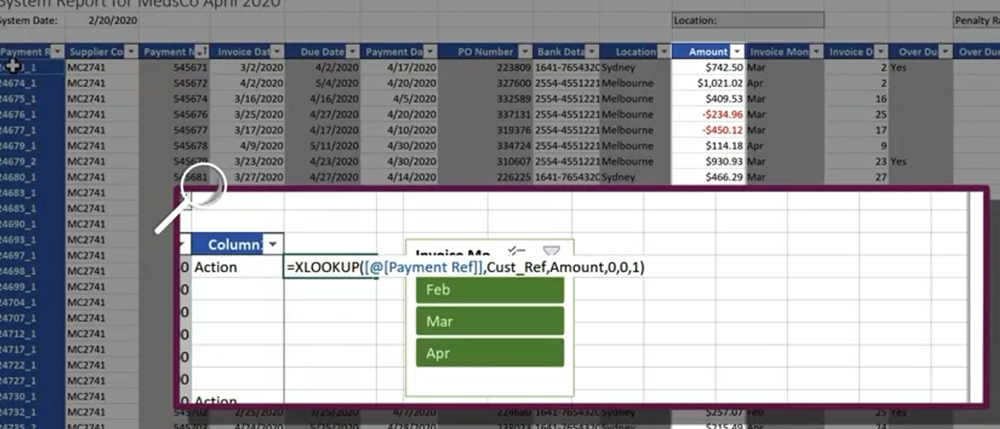 System Report for MedsCo April 2020
System Date: 2/20/2020 Location: Penalty Ra
Payment R Supplier Co Payment N Invoice Dat Due Date Payment Da PO Number Bank Deta Location Amount Invoice Mon Invoice D Over Du Over Due
_1 MC2741 545671 3/2/2020 4/2/2020 4/17/2020 223809 1641-7654320 Sydney $742.50 Mar 2 Yes
24674_1 MC2741 545672 4/2/2020 5/4/2020 4/20/2020 327600 2554-4551221 Melbourne $1,021.02 Apr 2
24675_1 MC2741 545674 3/16/2020 4/16/2020 4/5/2020 332589 2554-4551221 Melbourne $409.53 Mar 16
24676_1 MC2741 545676 3/25/2020 4/27/2020 4/20/2020 337131 2554-4551221 Melbourne -$234.96 Mar 25
24677_1 MC2741 545677 3/17/2020 4/17/2020 4/10/2020 319376 2554-4551221 Melbourne -$450.12 Mar 17
24679_1 MC2741 545678 4/9/2020 5/11/2020 4/30/2020 334724 2554-4551221 Melbourne $114.18 Apr 9
24679_2 MC2741 545679 3/23/2020 4/23/2020 4/30/2020 310607 2554-4551221 Melbourne $930.93 Mar 23 Yes
24680_1 MC2741 545681 3/27/2020 4/27/2020 4/14/2020 226225 1641-7654320 Sydney $466.29 Mar 27
24683_1 MC2741
24685_1 MC2741
24690_1 MC2741
24693_1 MC2741 Column1
24697_1 MC2741 Invoice Mo...
24698_1 MC2741 0 Action =XLOOKUP([@[Payment Ref]],Cust_Ref,Amount,0,0,1)
24699_1 MC2741 0 Feb
24704_1 MC2741 0
24707_1 MC2741 Mar
24712_1 MC2741 0
24717_1 MC2741 0 Apr
24722_1 MC2741
24727_1 MC2741 0
24730_1 MC2741 0 Action
24732_1 MC2741 545702 2/25/2020 3/25/2020 4/7/2020 224680 1641-7654320 Sydney $257.07 Feb 25 Yes
24735_2 MC2741 545703 4/24/2020 5/25/2020 4/28/2020 238023 1641-7654320 Sydney $215.49 Apr 24